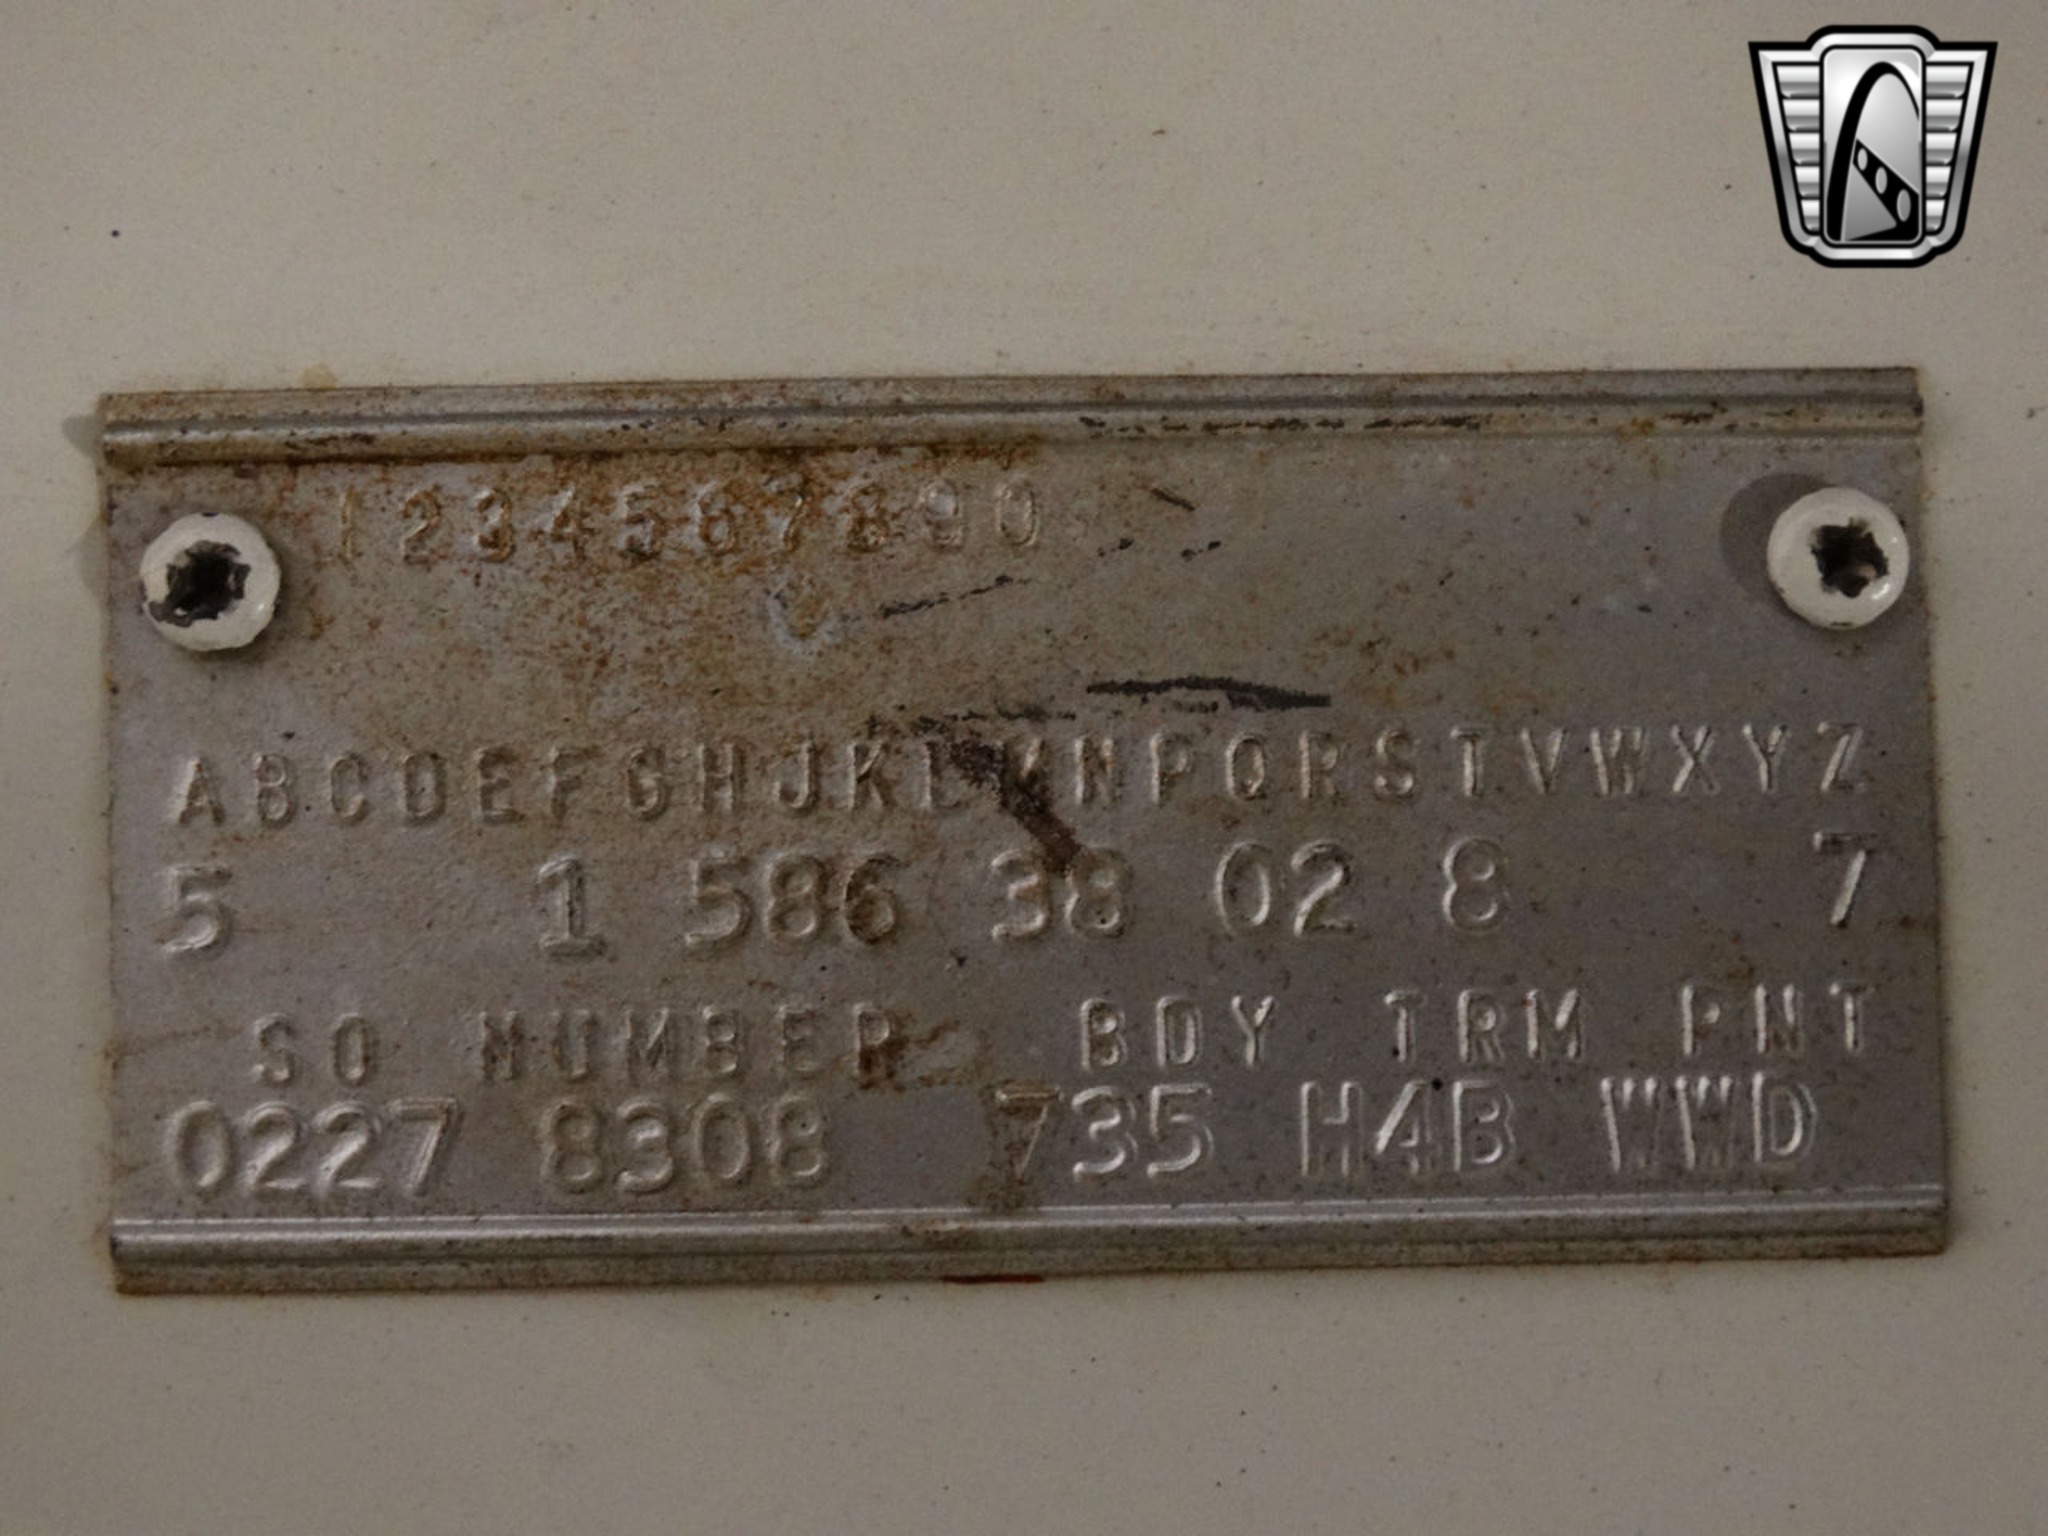 1234567890
ABCDEFGHJKLMNPQRSTVWXYZ
5 1 586 38 02 8 7
SO NUMBER BDY TRM PNT
0227 8308 735 H4B WWD